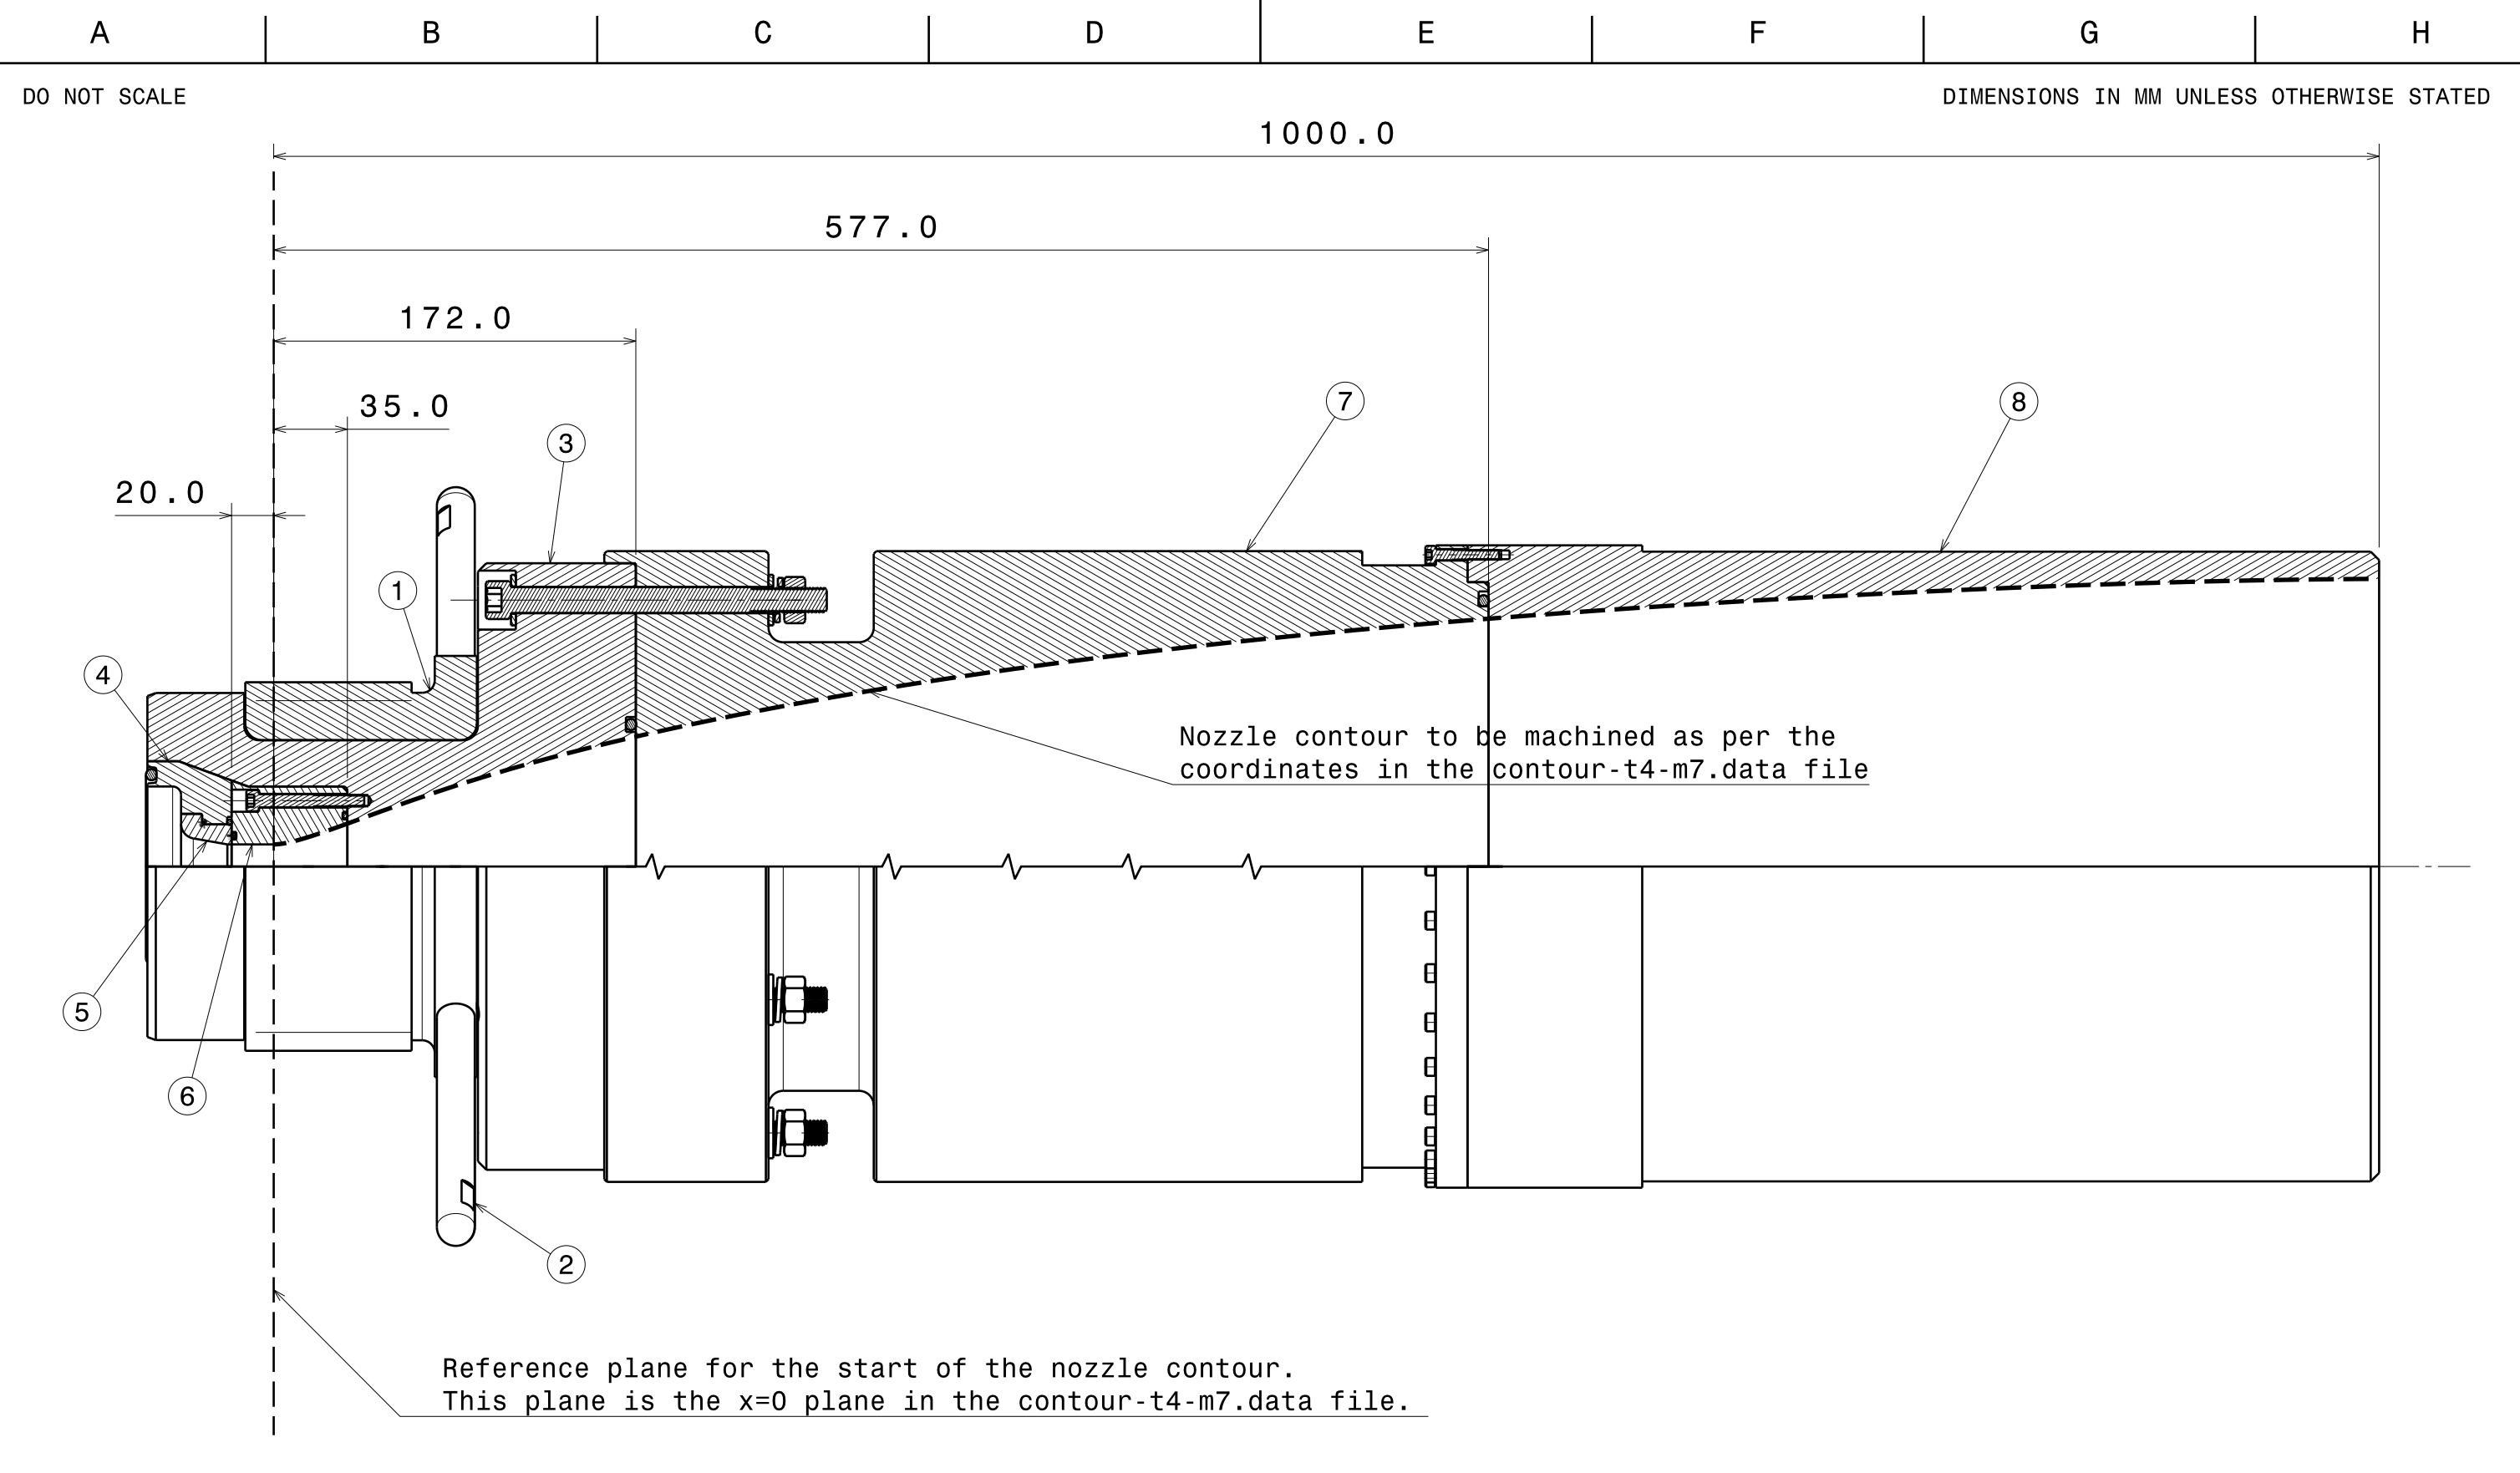 A B C D E F G H
DO NOT SCALE
DIMENSIONS IN MM UNLESS OTHERWISE STATED
1000.0
577.0
172.0
35.0
20.0
3
7
8
1
4
Nozzle contour to be machined as per the
coordinates in the contour-t4-m7.data file
5
6
2
Reference plane for the start of the nozzle contour.
This plane is the x=0 plane in the contour-t4-m7.data file.